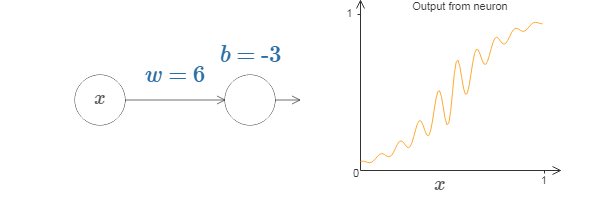 b = -3
w = 6
x
Output from neuron
1
0
x
1